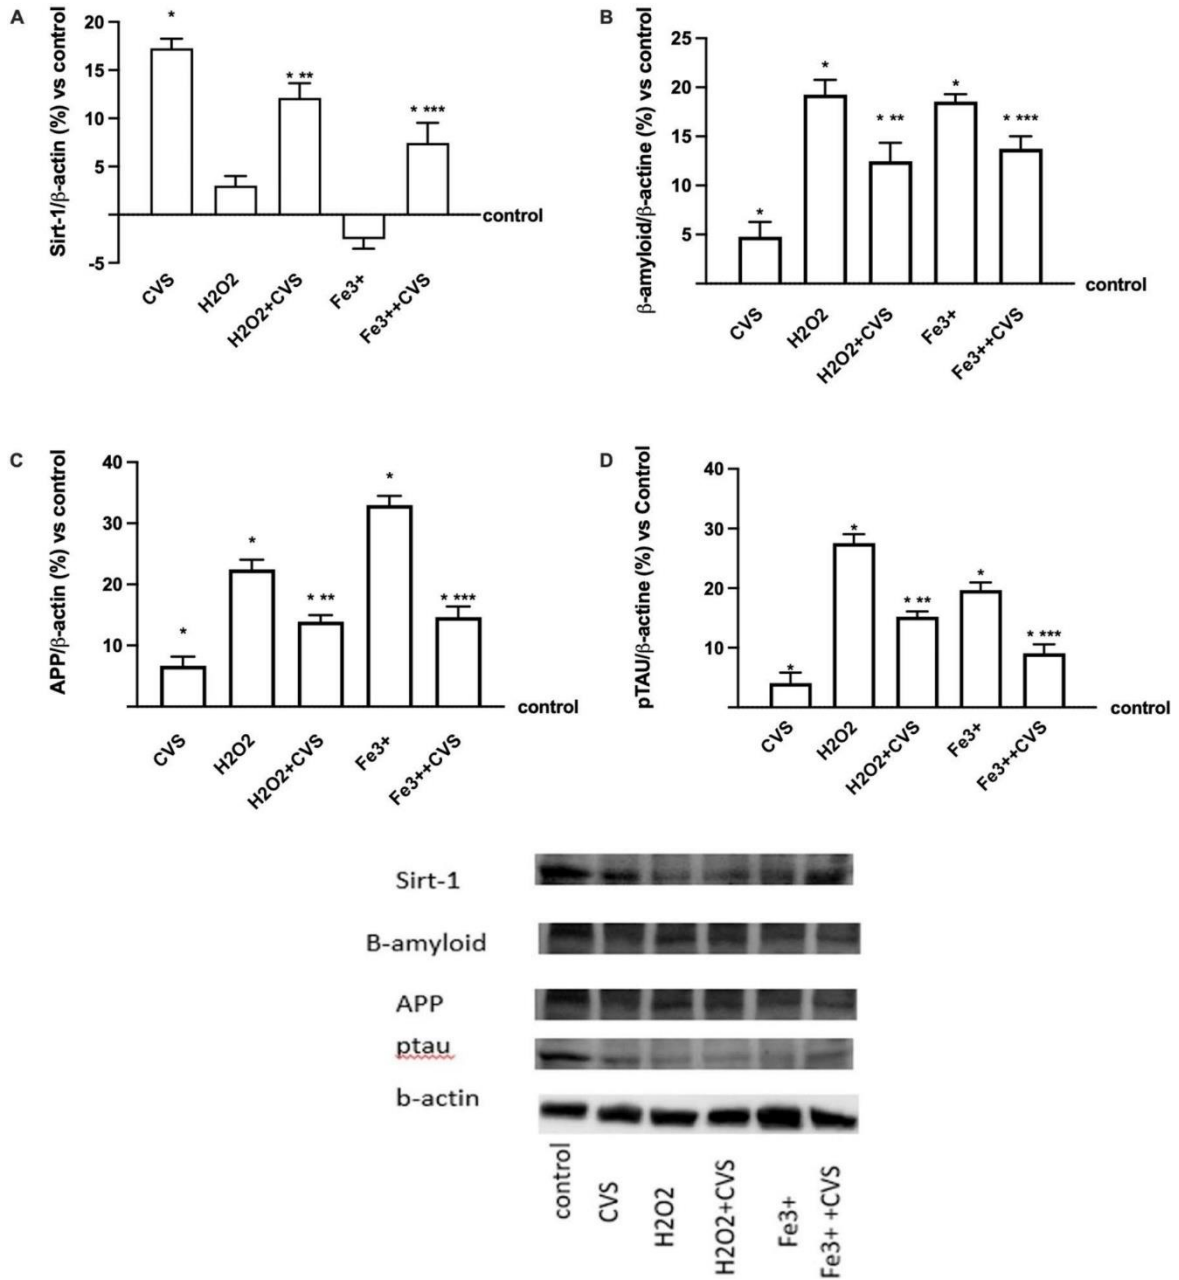 A
Sirt-1/β-actin (%) vs control
20
15
10
5
-5
*
* **
* ***
control
CVS
H2O2
H2O2+CVS
Fe3+
Fe3++CVS
B
β-amyloid/β-actine (%) vs control
25
20
15
10
5
*
*
* **
*
* ***
control
CVS
H2O2
H2O2+CVS
Fe3+
Fe3++CVS
C
APP/β-actin (%) vs control
40
30
20
10
*
*
* **
*
* ***
control
CVS
H2O2
H2O2+CVS
Fe3+
Fe3++CVS
D
pTAU/β-actine (%) vs Control
40
30
20
10
*
*
* **
*
* ***
control
CVS
H2O2
H2O2+CVS
Fe3+
Fe3++CVS
Sirt-1
B-amyloid
APP
ptau
b-actin
control
CVS
H2O2
H2O2+CVS
Fe3+
Fe3+ +CVS